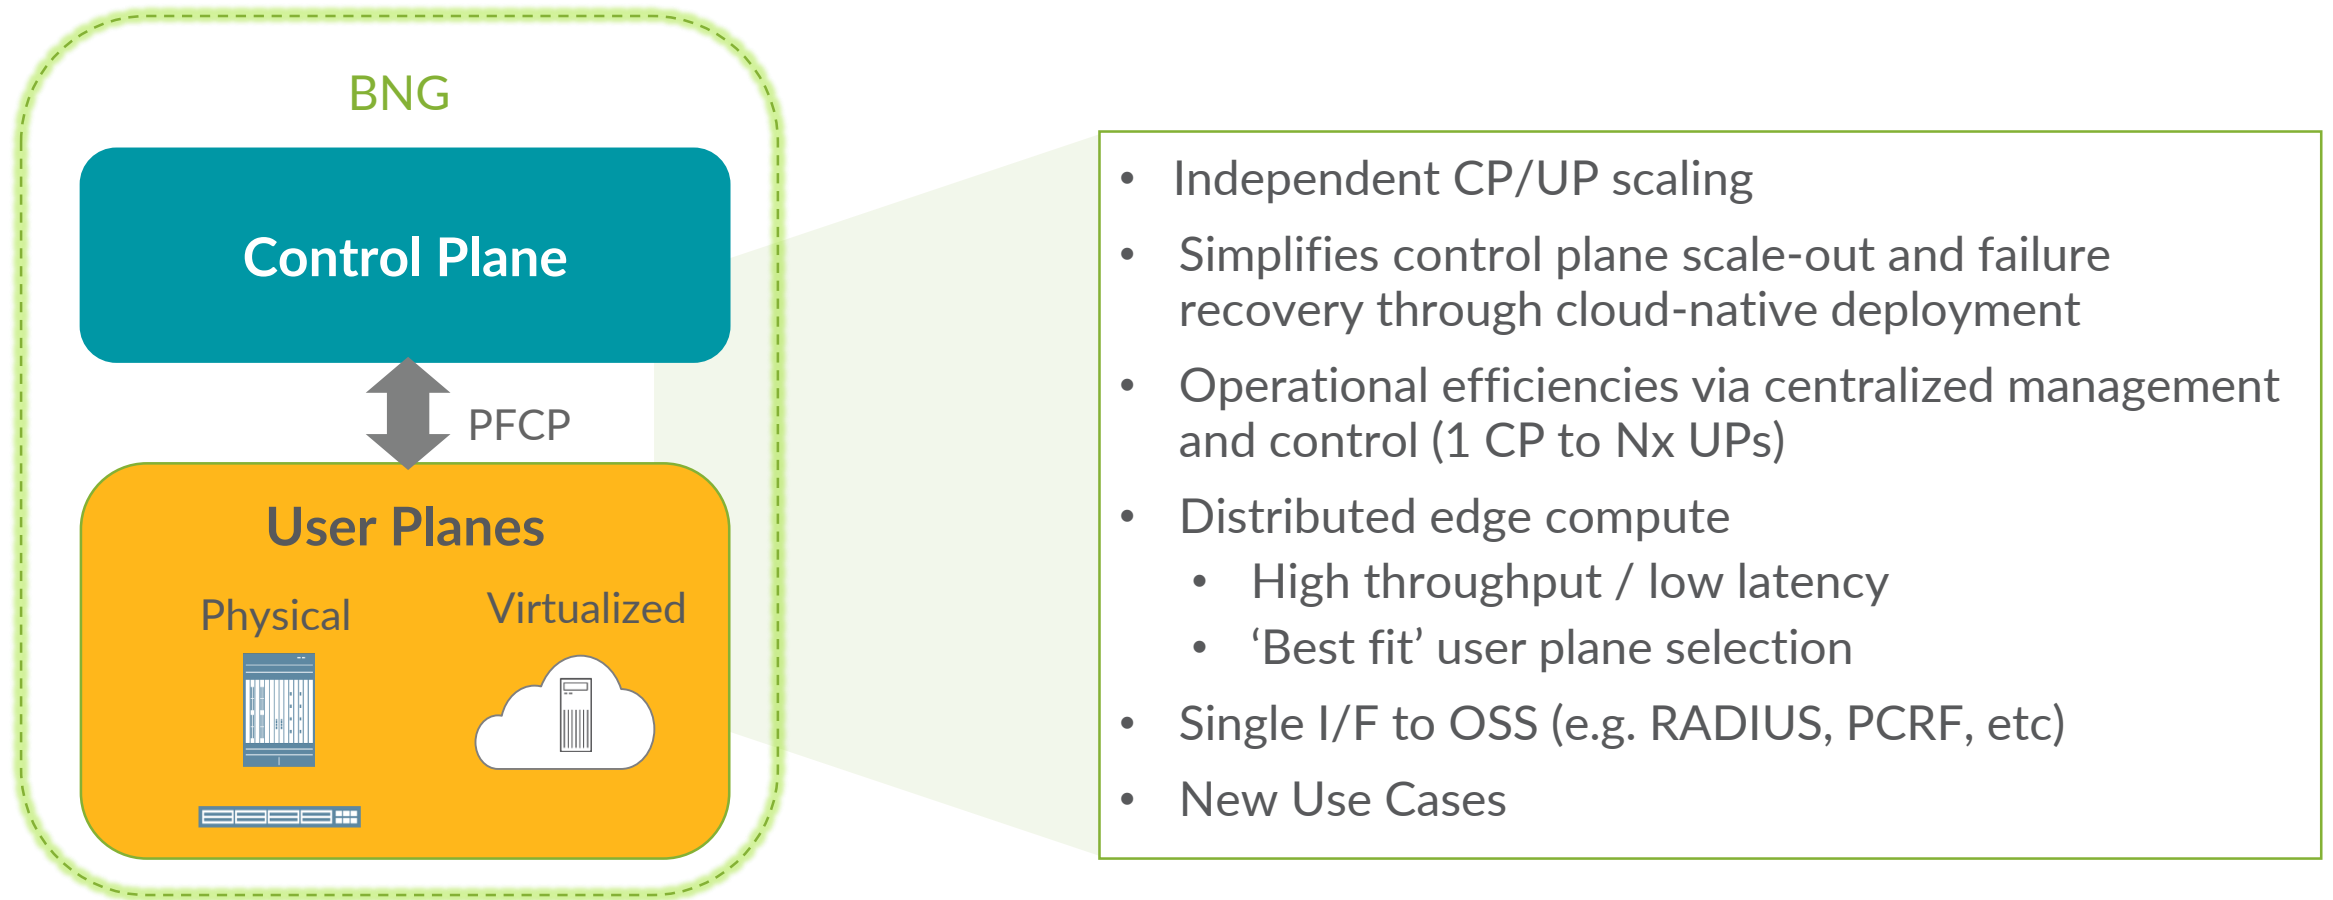 BNG
Control Plane
PFCP
User Planes
Physical
Virtualized
• Independent CP/UP scaling
• Simplifies control plane scale-out and failure
recovery through cloud-native deployment
• Operational efficiencies via centralized management
and control (1 CP to Nx UPs)
• Distributed edge compute
• High throughput / low latency
• ‘Best fit’ user plane selection
• Single I/F to OSS (e.g. RADIUS, PCRF, etc)
• New Use Cases